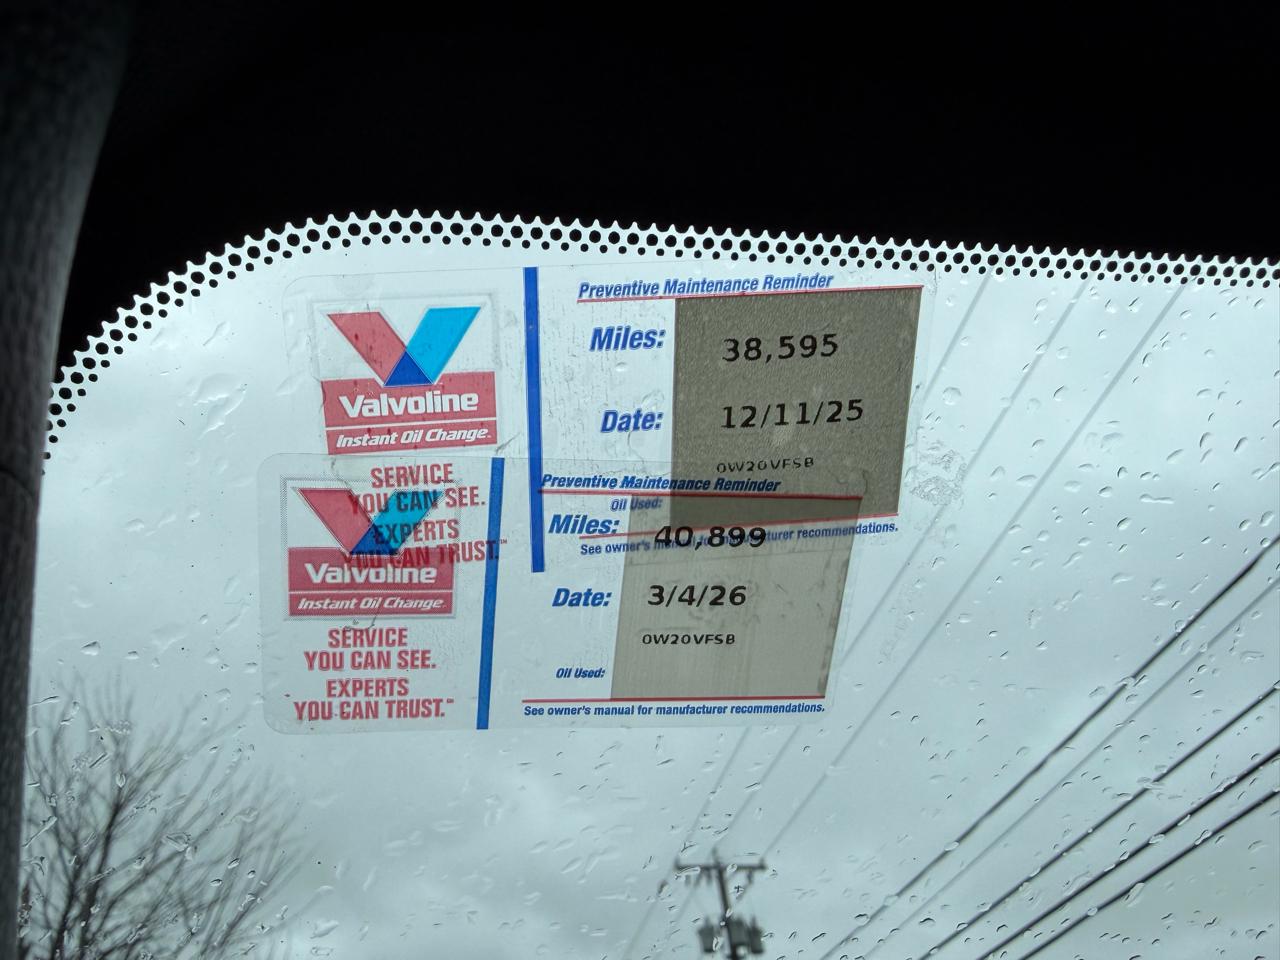 Preventive Maintenance Reminder
Miles: 38,595
Date: 12/11/25
0W20VFSB
Oil Used:
See owner's manual for manufacturer recommendations.
Valvoline
Instant Oil Change.
SERVICE
YOU CAN SEE.
EXPERTS
YOU CAN TRUST.™
Preventive Maintenance Reminder
Miles: 40,899
Date: 3/4/26
0W20VFSB
Oil Used:
See owner's manual for manufacturer recommendations.
Valvoline
Instant Oil Change.
SERVICE
YOU CAN SEE.
EXPERTS
YOU CAN TRUST.™